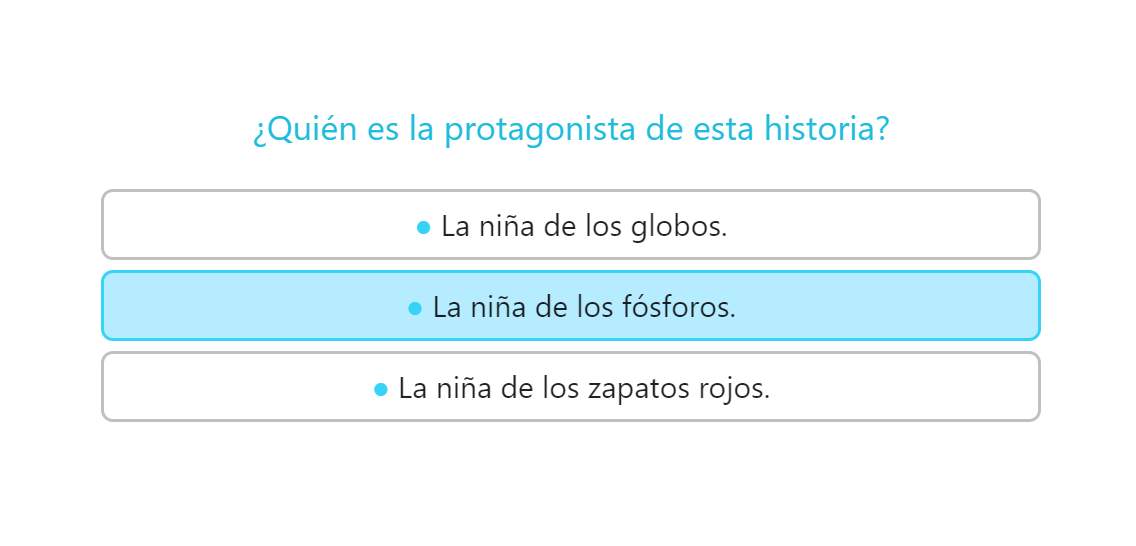 ¿Quién es la protagonista de esta historia?
● La niña de los globos.
● La niña de los fósforos.
● La niña de los zapatos rojos.